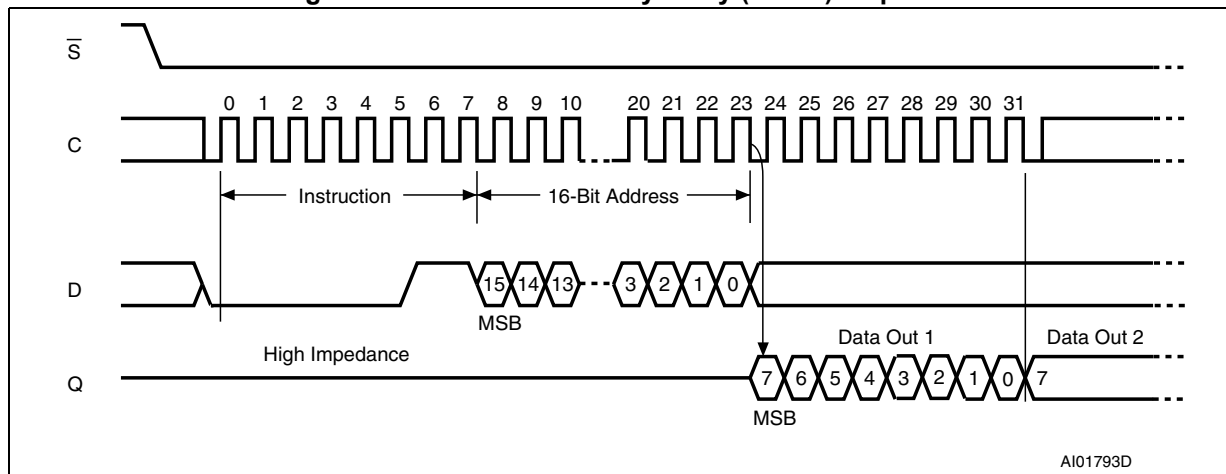 S
0 1 2 3 4 5 6 7 8 9 10 20 21 22 23 24 25 26 27 28 29 30 31
C
Instruction 16-Bit Address
D 15 14 13 3 2 1 0
MSB
High Impedance Data Out 1 Data Out 2
Q 7 6 5 4 3 2 1 0 7
MSB
AI01793D